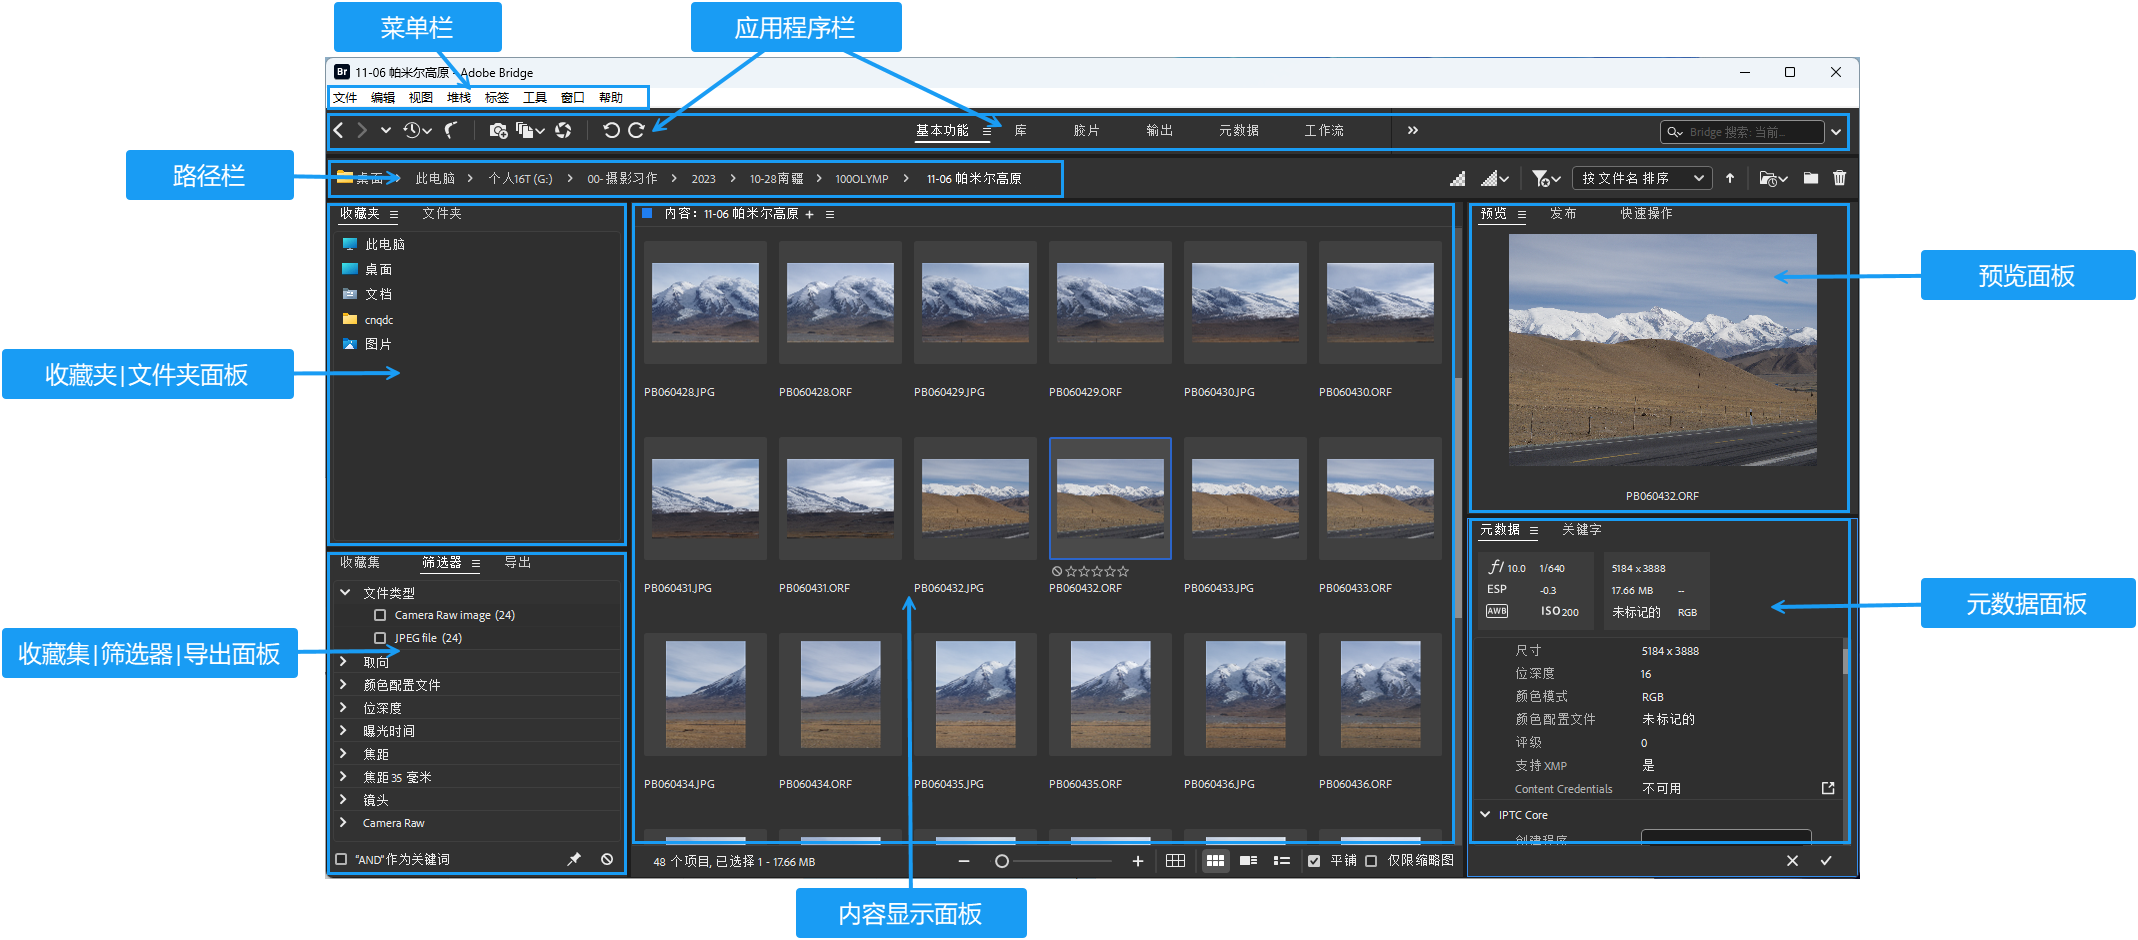 菜单栏
应用程序栏
Br 11-06 帕米尔高原 - Adobe Bridge
文件 编辑 视图 堆栈 标签 工具 窗口 帮助
基本功能 库 胶片 输出 元数据 工作流
Bridge 搜索: 当前...
路径栏
桌面 此电脑 个人16T (G:) 00-摄影习作 2023 10-28南疆 100OLYMP 11-06 帕米尔高原
按 文件名 排序
收藏夹 文件夹
此电脑
桌面
文档
cnqdc
图片
收藏夹|文件夹面板
收藏集 筛选器 导出
文件类型
Camera Raw image (24)
JPEG file (24)
取向
颜色配置文件
位深度
曝光时间
焦距
焦距35 毫米
镜头
Camera Raw
"AND"作为关键词
收藏集|筛选器|导出面板
内容：11-06 帕米尔高原
PB060428.JPG PB060428.ORF PB060429.JPG PB060429.ORF PB060430.JPG PB060430.ORF
PB060431.JPG PB060431.ORF PB060432.JPG PB060432.ORF PB060433.JPG PB060433.ORF
PB060434.JPG PB060434.ORF PB060435.JPG PB060435.ORF PB060436.JPG PB060436.ORF
48 个项目, 已选择 1 - 17.66 MB
平铺 仅限缩略图
内容显示面板
预览 发布 快速操作
PB060432.ORF
预览面板
元数据 关键字
f/ 10.0 1/640 5184 x 3888
ESP -0.3 17.66 MB --
AWB ISO 200 未标记的 RGB
尺寸 5184 x 3888
位深度 16
颜色模式 RGB
颜色配置文件 未标记的
评级 0
支持 XMP 是
Content Credentials 不可用
IPTC Core
创建程序
元数据面板